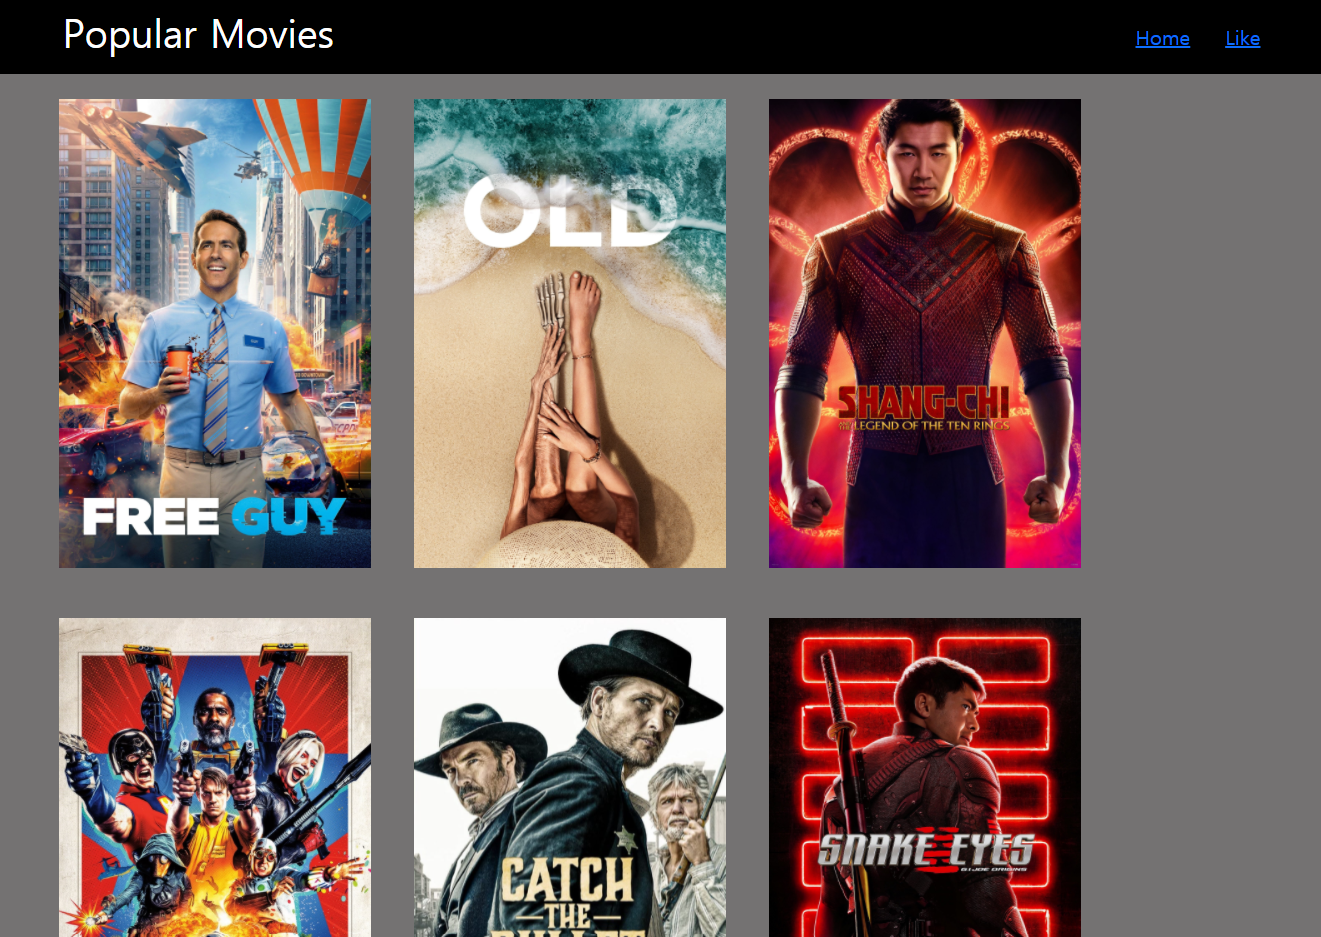 Popular Movies
Home
Like
FREE GUY
OLD
SHANG-CHI
AND THE LEGEND OF THE TEN RINGS
CATCH
THE
BULLET
SNAKE EYES
G.I. JOE ORIGINS